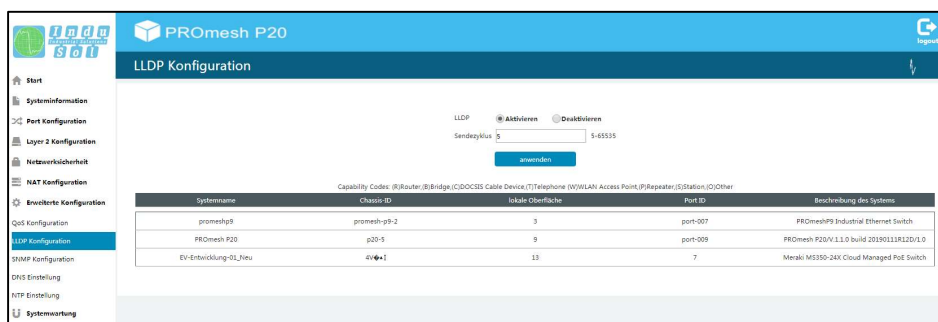 Indu
Industrial Solutions
Sol
PROmesh P20
logout
LLDP Konfiguration
Start
Systeminformation
Port Konfiguration
Layer 2 Konfiguration
Netzwerksicherheit
NAT Konfiguration
Erweiterte Konfiguration
QoS Konfiguration
LLDP Konfiguration
SNMP Konfiguration
DNS Einstellung
NTP Einstellung
Systemwartung
LLDP Aktivieren Deaktivieren
Sendezyklus 5 5-65535
anwenden
Capability Codes: (R)Router,(B)Bridge,(C)DOCSIS Cable Device,(T)Telephone (W)WLAN Access Point,(P)Repeater,(S)Station,(O)Other
Systemname Chassis-ID lokale Oberfläche Port ID Beschreibung des Systems
promeshp9 promesh-p9-2 3 port-007 PROmeshP9 Industrial Ethernet Switch
PROmesh P20 p20-5 9 port-009 PROmesh P20/V.1.1.0 build 20190111R12D/1.0
EV-Entwicklung-01_Neu 13 7 Meraki MS350-24X Cloud Managed PoE Switch